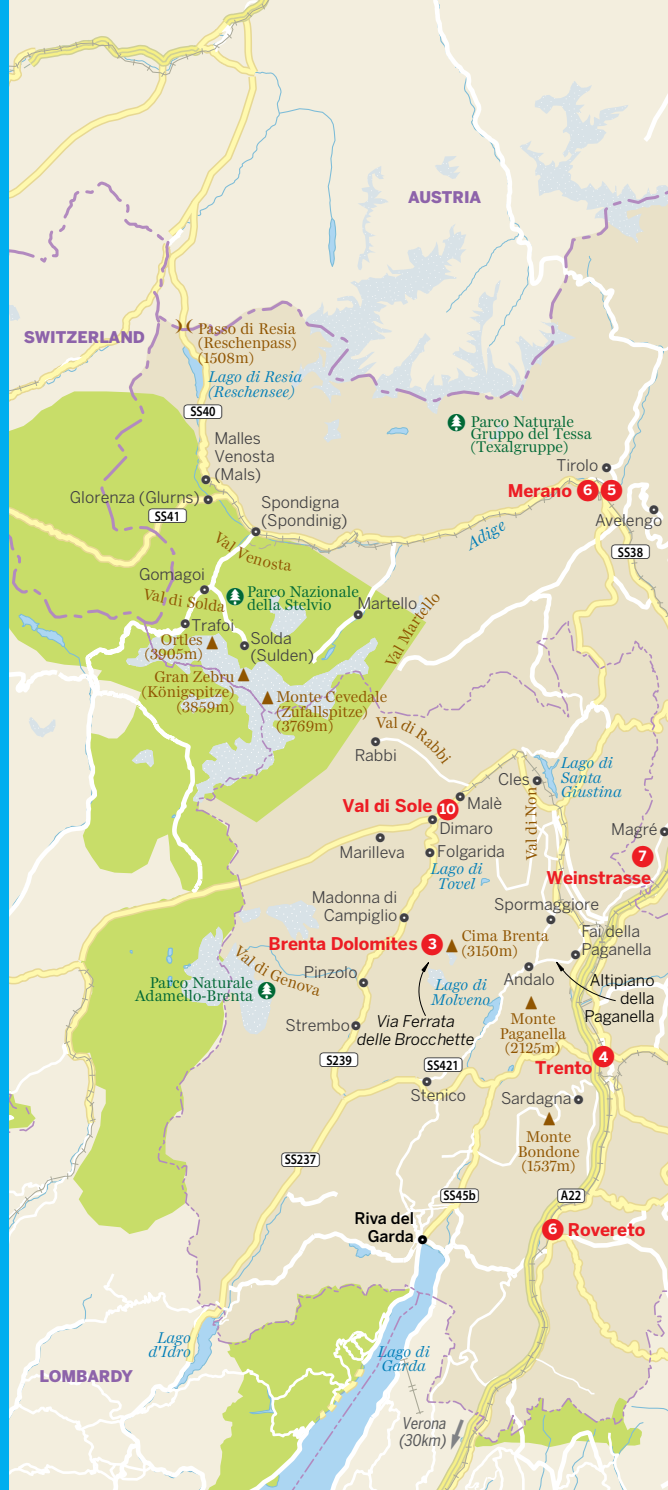 AUSTRIA
SWITZERLAND
Passo di Resia
(Reschenpass)
(1508m)
Lago di Resia
(Reschensee)
SS40
Parco Naturale
Gruppo del Tessa
(Texalgruppe)
Malles
Venosta
(Mals)
Tirolo
Merano 6 5
Glorenza (Glurns)
SS41
Spondigna
(Spondinig)
Adige
Avelengo
SS38
Val Venosta
Gomagoi
Val di Solda
Parco Nazionale
della Stelvio
Martello
Val Martello
Trafoi
Ortles
(3905m)
Solda
(Sulden)
Gran Zebru
(Königspitze)
(3859m)
Monte Cevedale
(Zufallspitze)
(3769m)
Val di Rabbi
Rabbi
Cles
Lago di
Santa
Giustina
Val di Sole 10
Malè
Dimaro
Val di Non
Magré
Marilleva
Folgarida
7
Weinstrasse
Lago di
Tovel
Madonna di
Campiglio
Spormaggiore
Brenta Dolomites 3
Cima Brenta
(3150m)
Fai della
Paganella
Val di Genova
Parco Naturale
Adamello-Brenta
Pinzolo
Lago di
Molveno
Andalo
Altipiano
della
Paganella
Strembo
Via Ferrata
delle Brocchette
Monte
Paganella
(2125m)
S239
SS421
Trento 4
Stenico
Sardagna
Monte
Bondone
(1537m)
SS237
SS45b
A22
Riva del
Garda
6 Rovereto
Lago
d'Idro
Lago di
Garda
LOMBARDY
Verona
(30km)